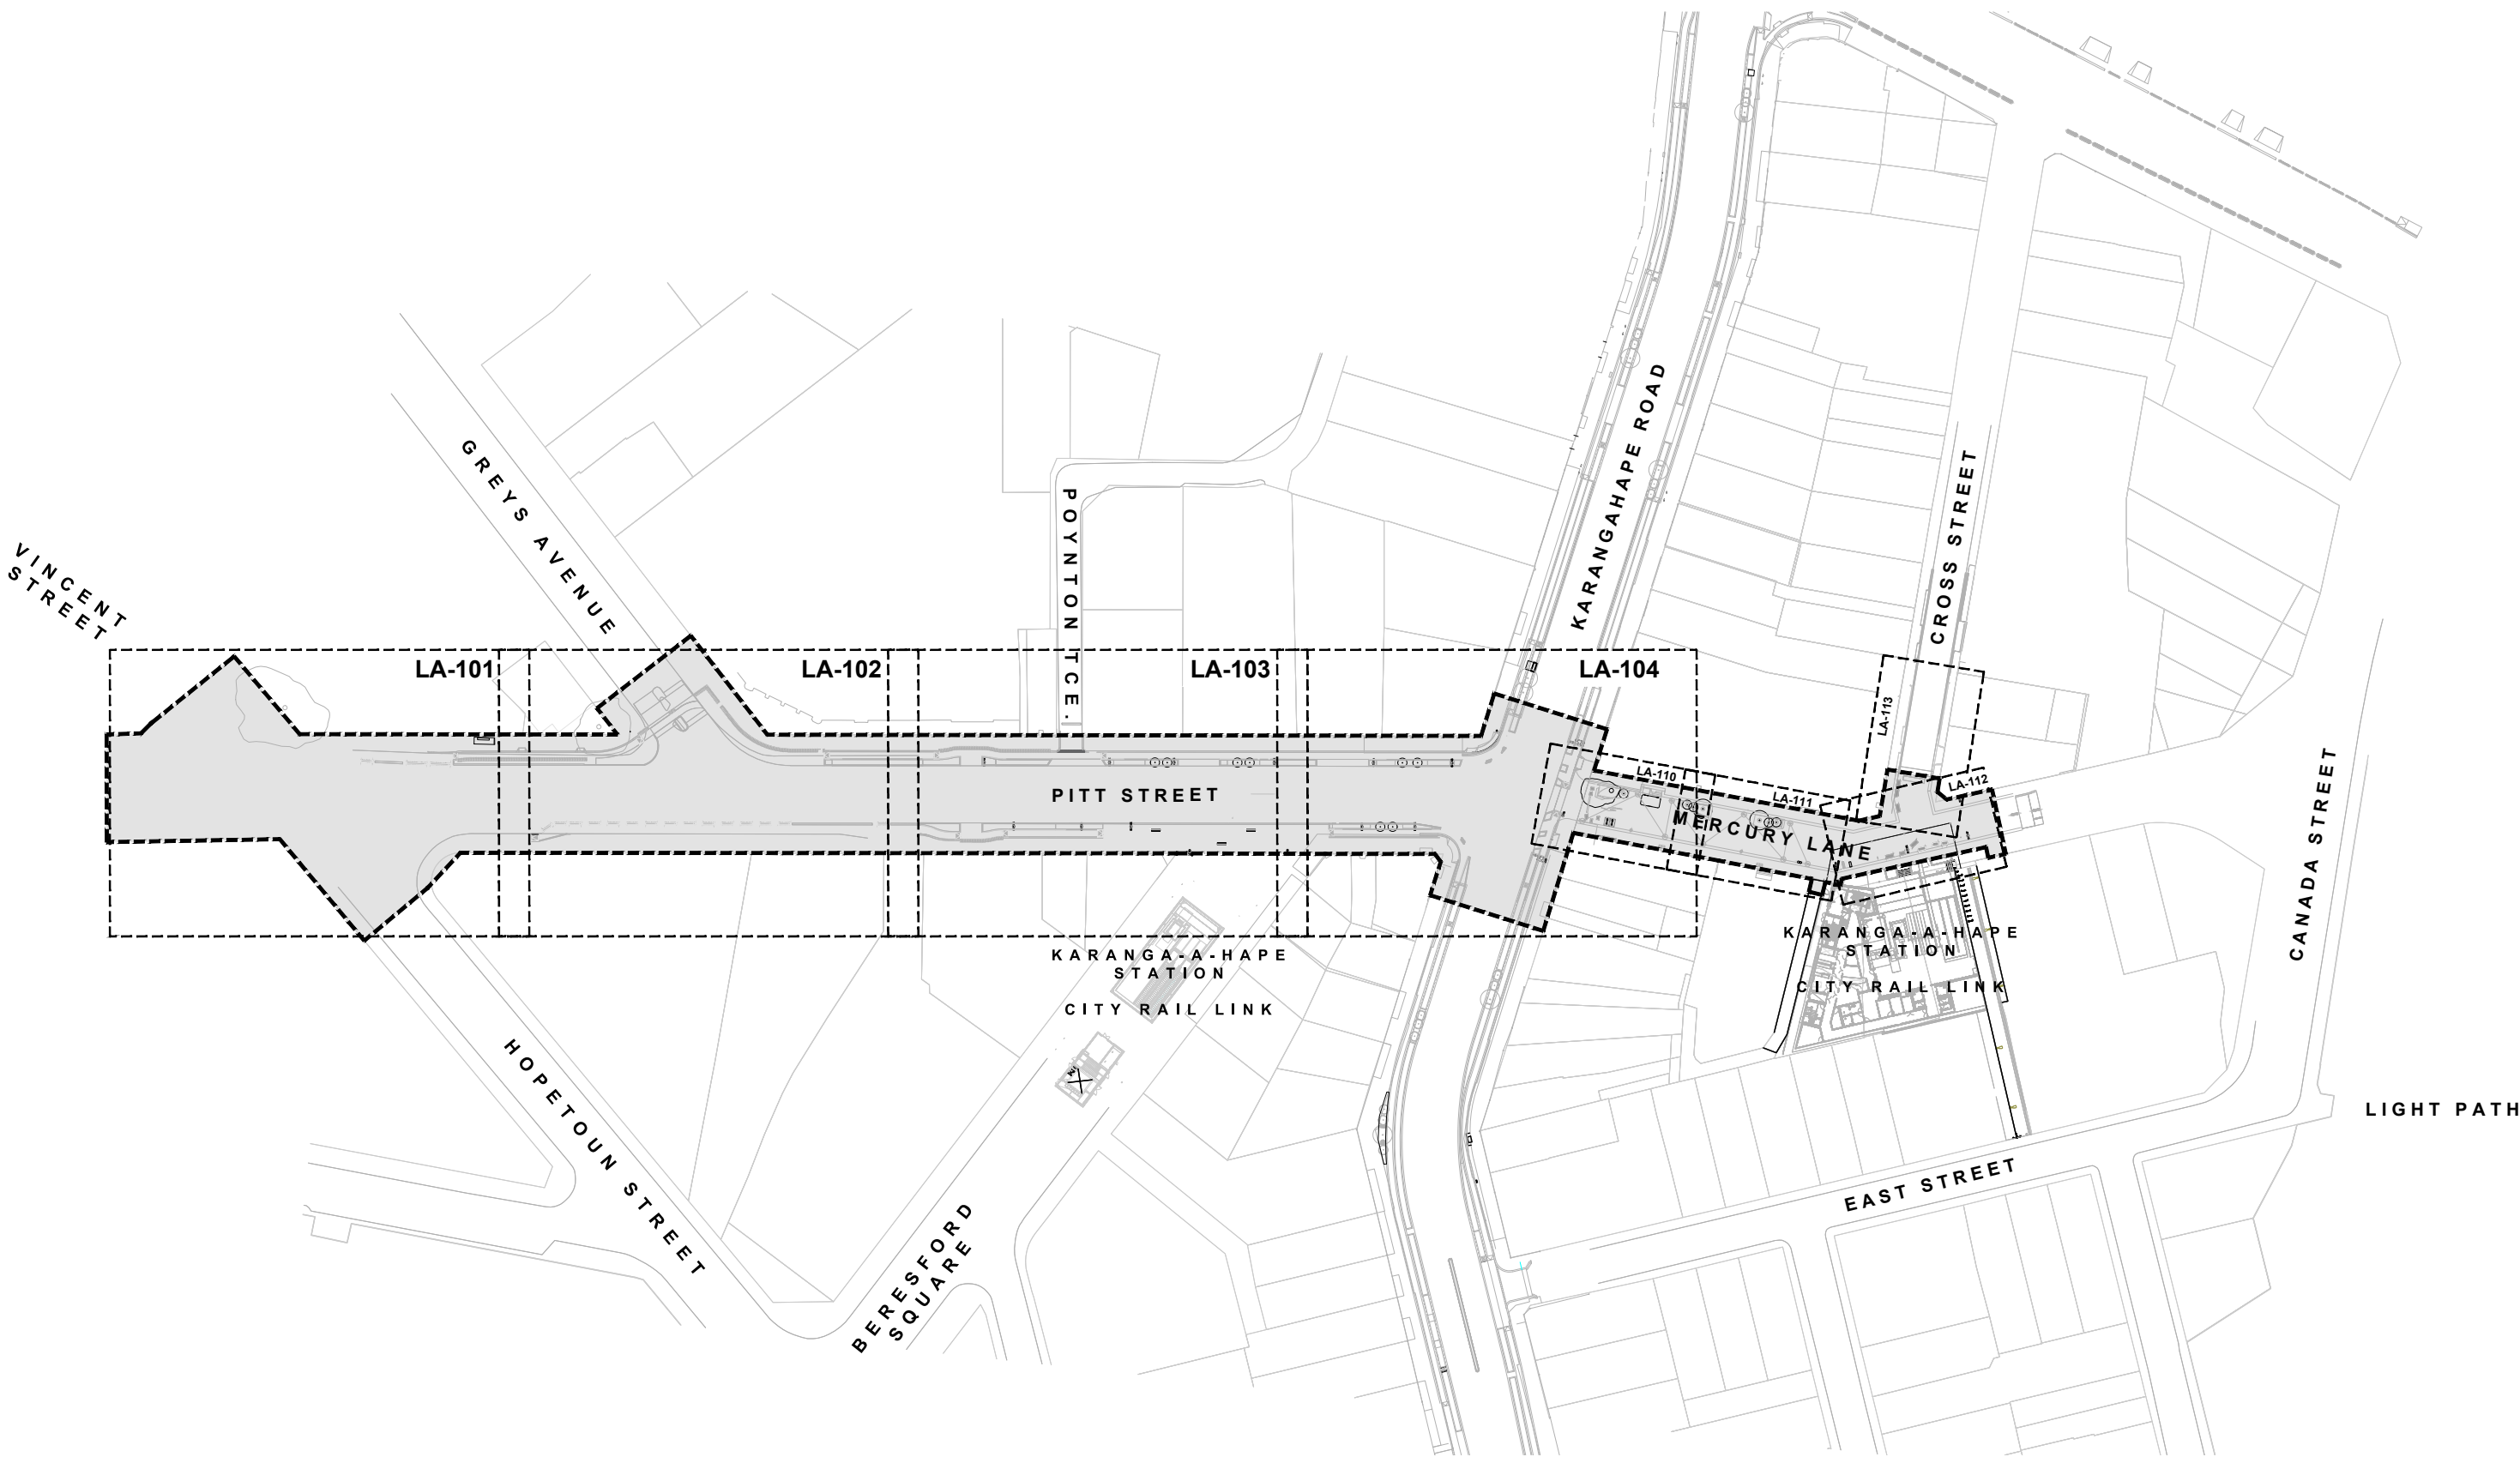 VINCENT
STREET
GREYS AVENUE
POYNTON TCE.
KARANGAHAPE ROAD
CROSS STREET
LA-101
LA-102
LA-103
LA-104
LA-113
LA-110
LA-111
LA-112
PITT STREET
MERCURY LANE
CANADA STREET
KARANGA-A-HAPE
STATION
CITY RAIL LINK
KARANGA-A-HAPE
STATION
CITY RAIL LINK
HOPETOUN STREET
BERESFORD
SQUARE
EAST STREET
LIGHT PATH